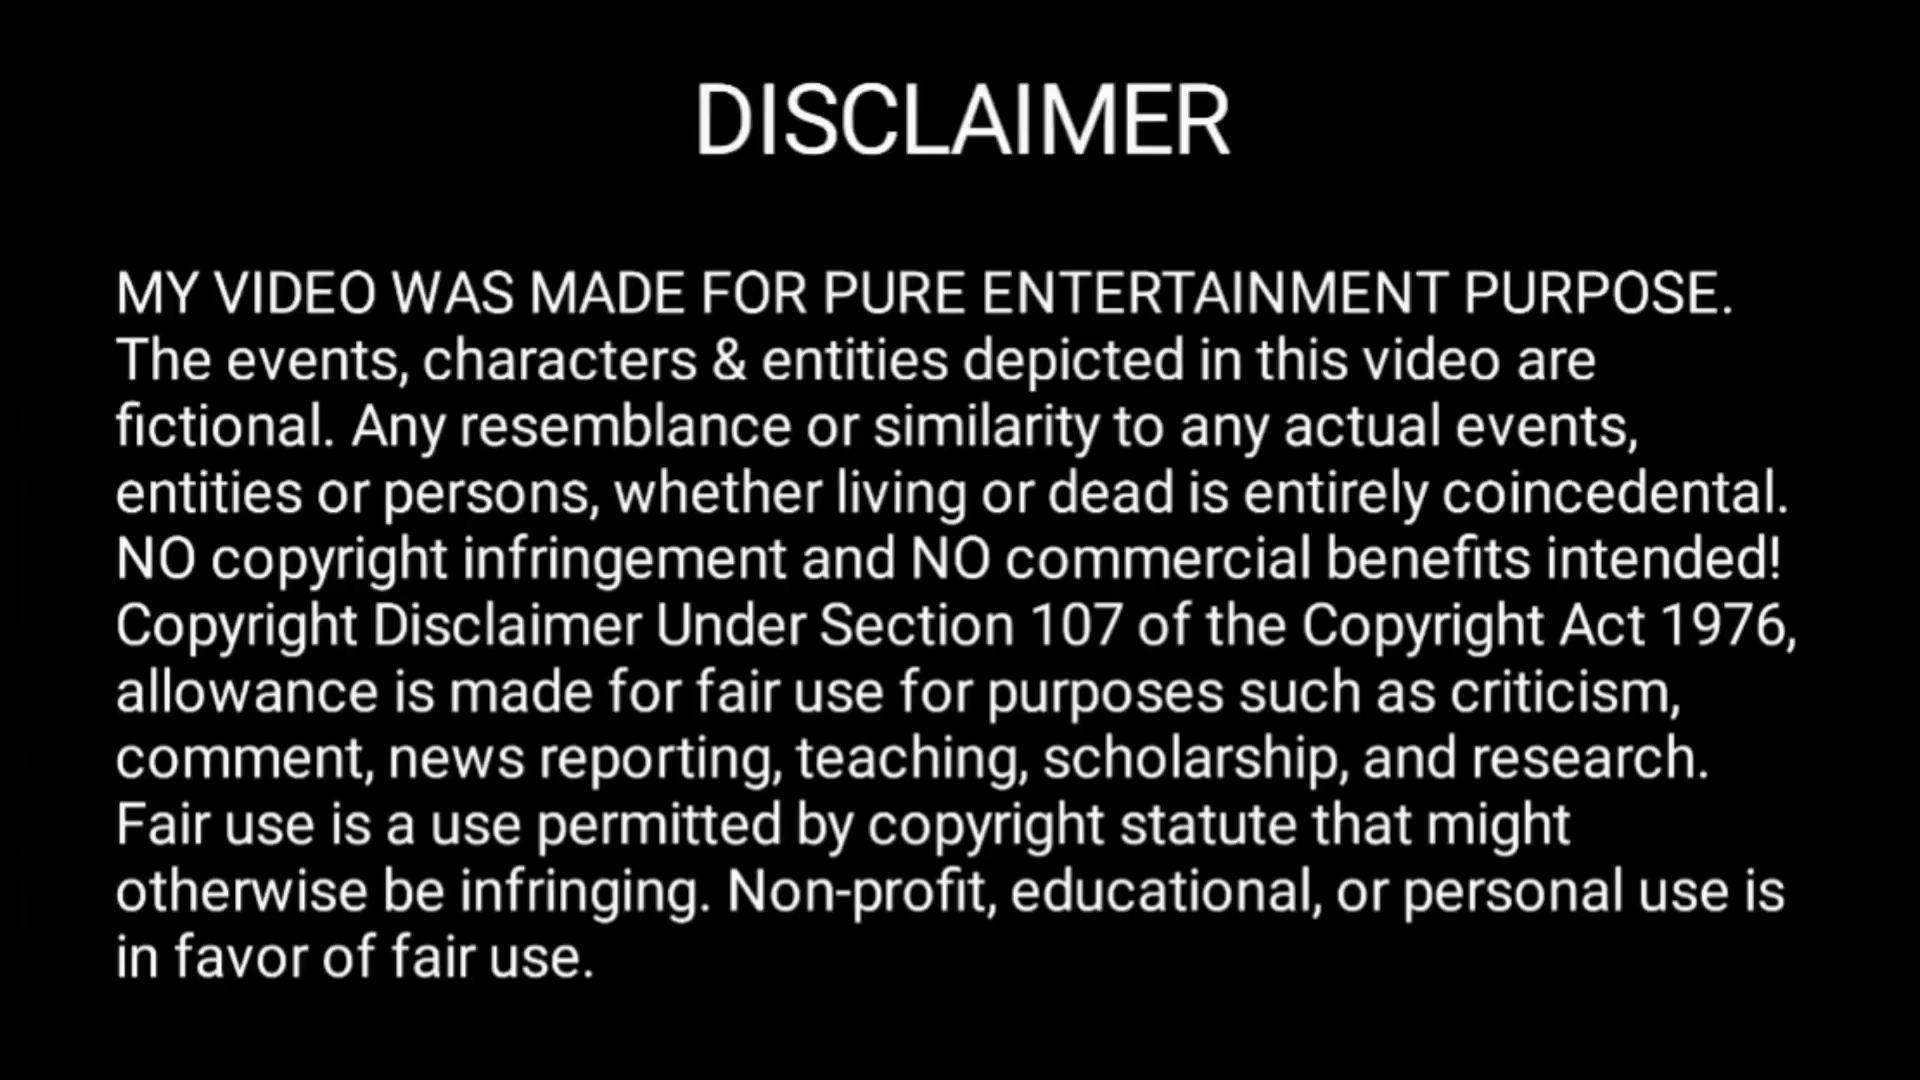 DISCLAIMER
MY VIDEO WAS MADE FOR PURE ENTERTAINMENT PURPOSE.
The events, characters & entities depicted in this video are
fictional. Any resemblance or similarity to any actual events,
entities or persons, whether living or dead is entirely coincedental.
NO copyright infringement and NO commercial benefits intended!
Copyright Disclaimer Under Section 107 of the Copyright Act 1976,
allowance is made for fair use for purposes such as criticism,
comment, news reporting, teaching, scholarship, and research.
Fair use is a use permitted by copyright statute that might
otherwise be infringing. Non-profit, educational, or personal use is
in favor of fair use.